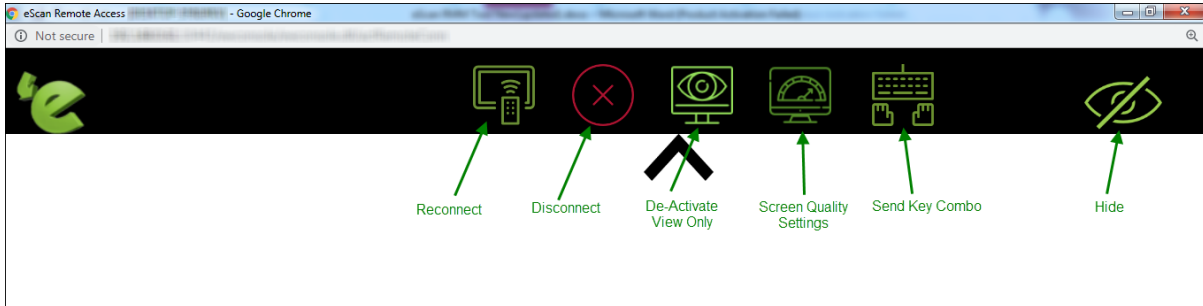 eScan Remote Access - Google Chrome
Not secure |
e
Reconnect
Disconnect
De-Activate
View Only
Screen Quality
Settings
Send Key Combo
Hide